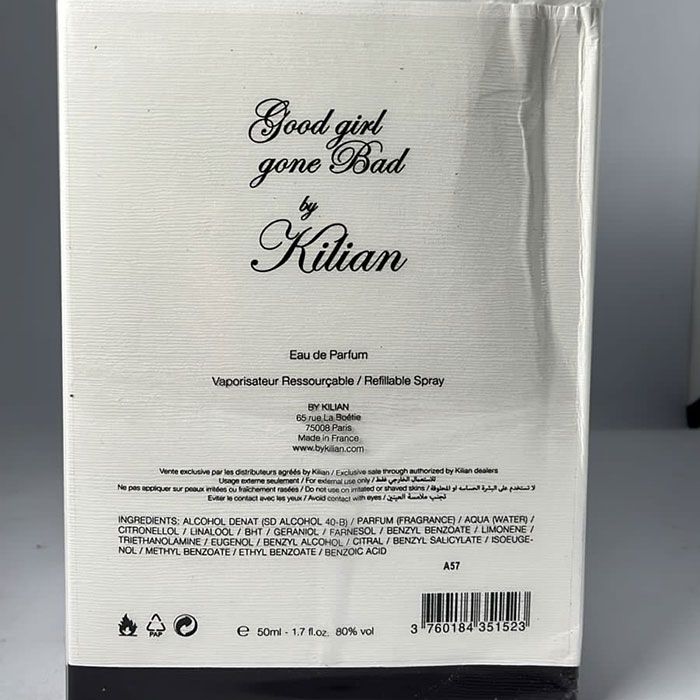 Good girl
gone Bad
by
Kilian
Eau de Parfum
Vaporisateur Ressourçable / Refillable Spray
BY KILIAN
65 rue La Boétie
75008 Paris
Made in France
www.bykilian.com
Vente exclusive par les distributeurs agréés by Kilian / Exclusive sale through authorized by Kilian dealers
Usage externe seulement / For external use only / للاستعمال الخارجي فقط
Ne pas appliquer sur peaux irritées ou fraîchement rasées / Do not use on irritated or shaved skins / لا تستخدم على البشرة الحساسه او المحلوقة
Eviter le contact avec les yeux / Avoid contact with eyes / تجنب ملامسة العينين
INGREDIENTS: ALCOHOL DENAT (SD ALCOHOL 40-B) / PARFUM (FRAGRANCE) / AQUA (WATER) /
CITRONELLOL / LINALOOL / BHT / GERANIOL / FARNESOL / BENZYL BENZOATE / LIMONENE /
TRIETHANOLAMINE / EUGENOL / BENZYL ALCOHOL / CITRAL / BENZYL SALICYLATE / ISOEUGE-
NOL / METHYL BENZOATE / ETHYL BENZOATE / BENZOIC ACID
A57
PAP
e 50ml - 1.7 fl.oz. 80% vol
3 760184 351523